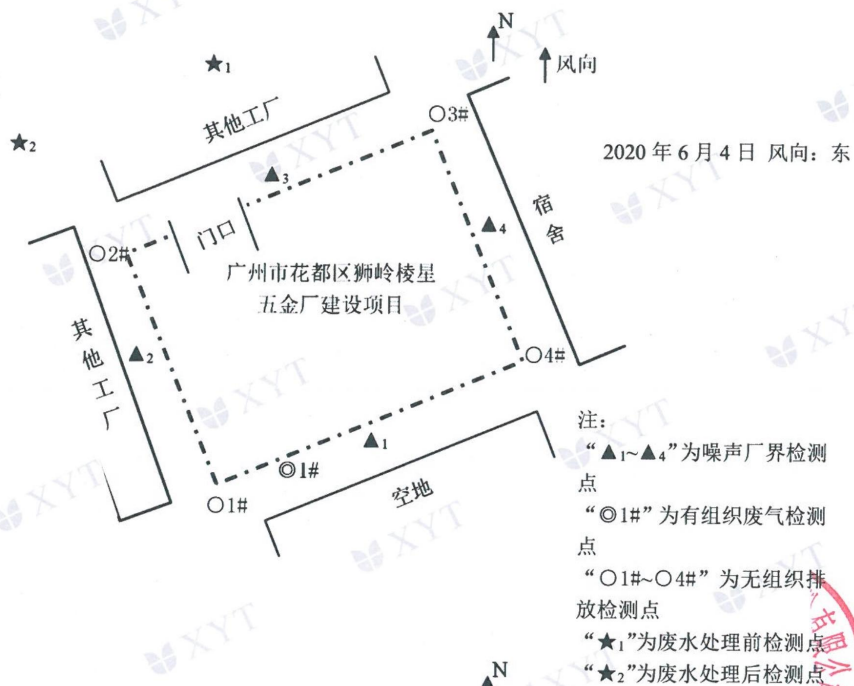 N
★1
风向
其他工厂
○3#
★2
2020 年 6 月 4 日 风向：东
▲3
宿舍
▲4
门口
○2#
广州市花都区狮岭棱星
五金厂建设项目
其他工厂
▲2
○4#
▲1
◎1#
空地
○1#
注：
“▲1~▲4”为噪声厂界检测
点
“◎1#”为有组织废气检测
点
“○1#~○4#”为无组织排
放检测点
“★1”为废水处理前检测点
“★2”为废水处理后检测点
N
XYT
有限公